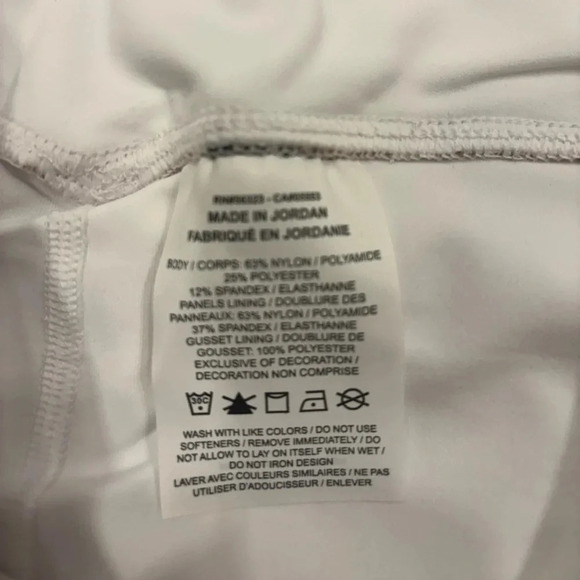 MADE IN JORDAN
FABRIQUÉ EN JORDANIE
BODY / CORPS: 63% NYLON / POLYAMIDE
25% POLYESTER
12% SPANDEX / ELASTHANNE
PANELS LINING / DOUBLURE DES
PANNEAUX: 63% NYLON / POLYAMIDE
37% SPANDEX / ELASTHANNE
GUSSET LINING / DOUBLURE DE
GOUSSET: 100% POLYESTER
EXCLUSIVE OF DECORATION /
DECORATION NON COMPRISE
30C
WASH WITH LIKE COLORS / DO NOT USE
SOFTENERS / REMOVE IMMEDIATELY / DO
NOT ALLOW TO LAY ON ITSELF WHEN WET /
DO NOT IRON DESIGN
LAVER AVEC COULEURS SIMILAIRES / NE PAS
UTILISER D'ADOUCISSEUR / ENLEVER